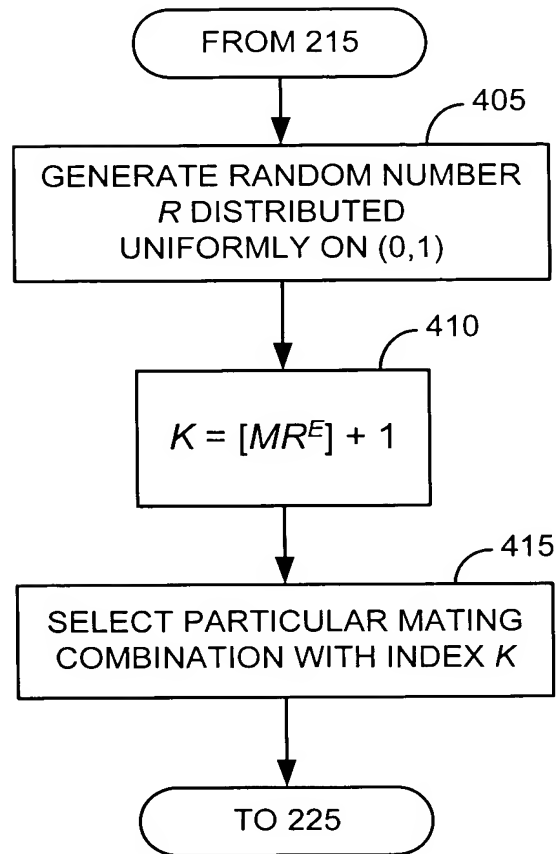 FROM 215
405
GENERATE RANDOM NUMBER
R DISTRIBUTED
UNIFORMLY ON (0,1)
410
K = [MR^E] + 1
415
SELECT PARTICULAR MATING
COMBINATION WITH INDEX K
TO 225